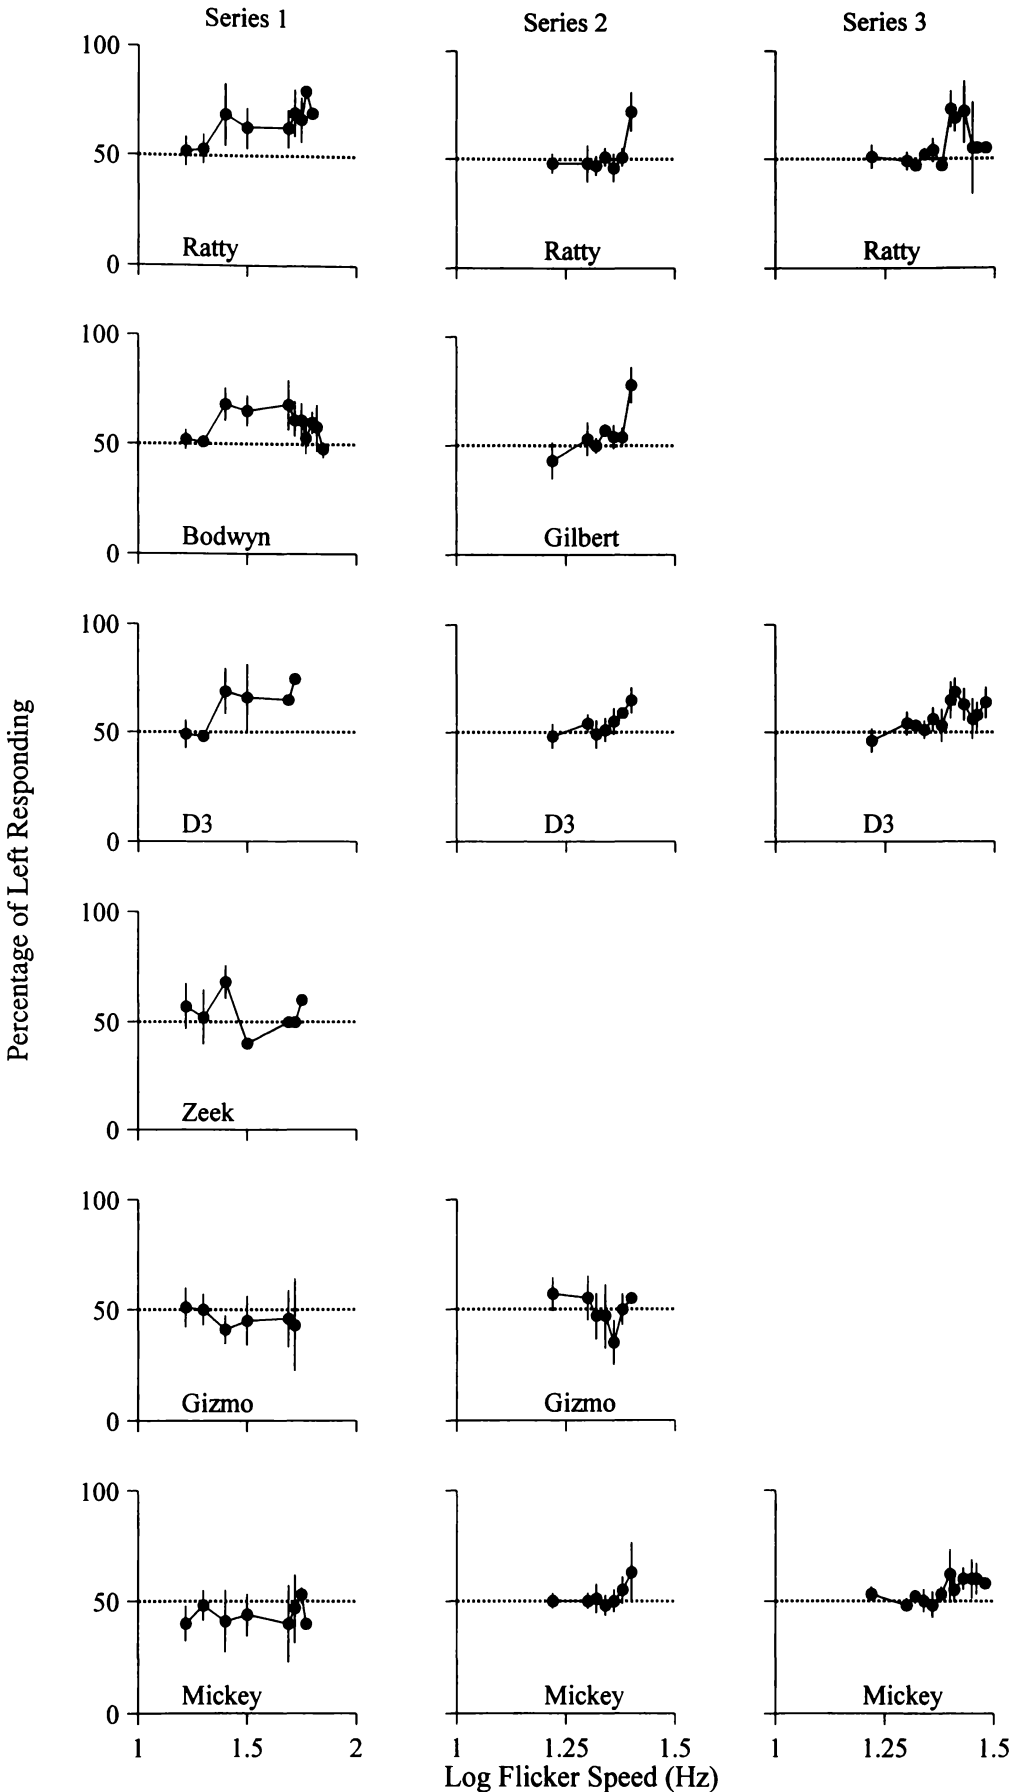 Series 1 Series 2 Series 3
100
50
0
Ratty Ratty Ratty
100
50
0
Bodwyn Gilbert
100
50
0
D3 D3 D3
Percentage of Left Responding
100
50
0
Zeek
100
50
0
Gizmo Gizmo
100
50
0
Mickey Mickey Mickey
1 1.5 2 1 1.25 1.5 1 1.25 1.5
Log Flicker Speed (Hz)